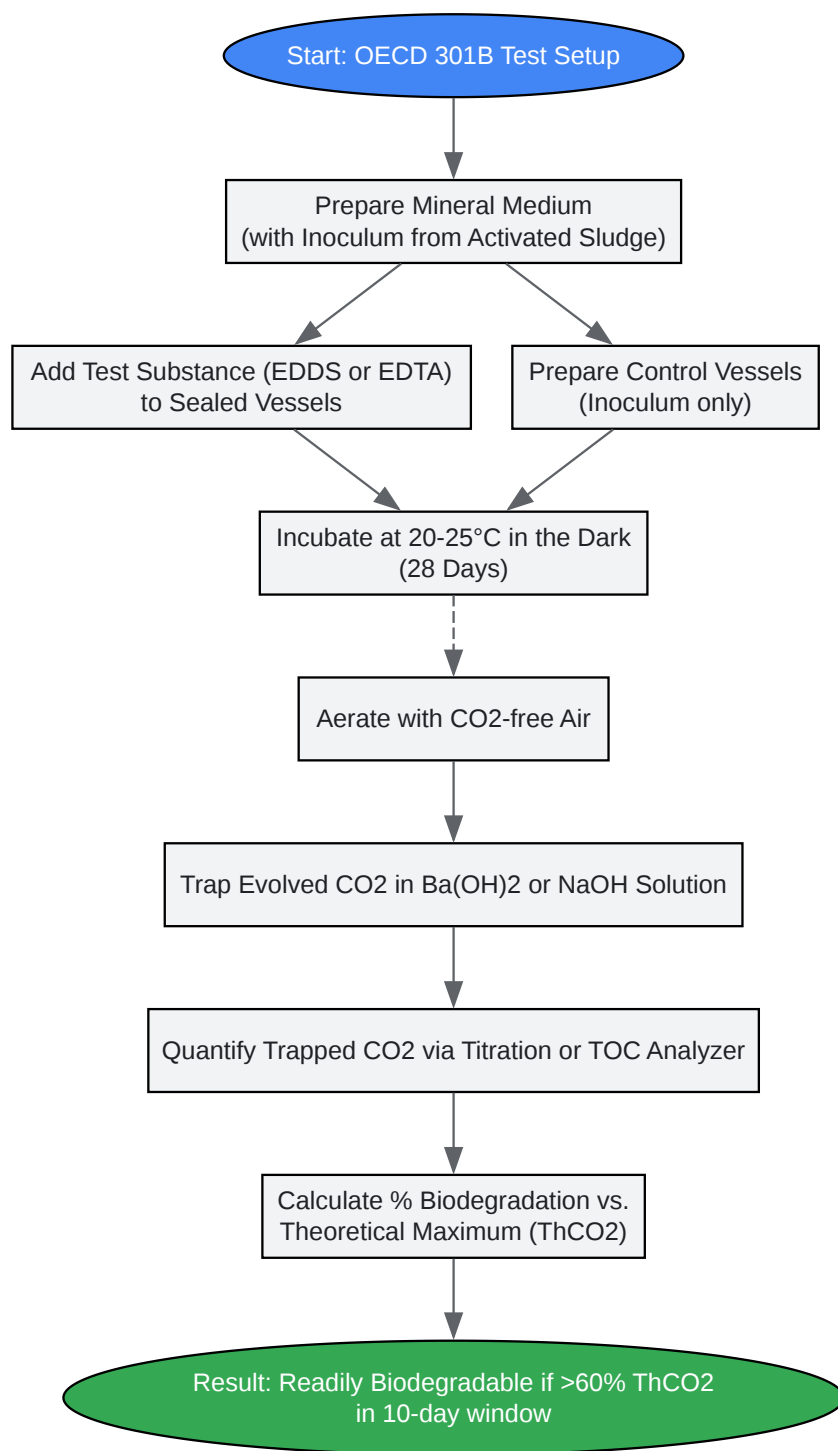 Start: OECD 301B Test Setup
Prepare Mineral Medium
(with Inoculum from Activated Sludge)
Add Test Substance (EDDS or EDTA)
to Sealed Vessels
Prepare Control Vessels
(Inoculum only)
Incubate at 20-25°C in the Dark
(28 Days)
Aerate with CO2-free Air
Trap Evolved CO2 in Ba(OH)2 or NaOH Solution
Quantify Trapped CO2 via Titration or TOC Analyzer
Calculate % Biodegradation vs.
Theoretical Maximum (ThCO2)
Result: Readily Biodegradable if >60% ThCO2
in 10-day window